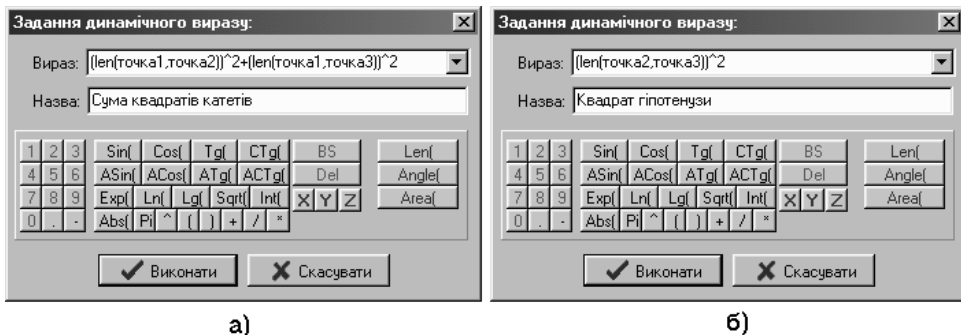 Задання динамічного виразу:
Вираз: (len(точка1,точка2))^2+(len(точка1,точка3))^2
Назва: Сума квадратів катетів
1 2 3 Sin( Cos( Tg( CTg( BS Len(
4 5 6 ASin( ACos( ATg( ACTg( Del Angle(
7 8 9 Exp( Ln( Lg( Sqrt( Int( X Y Z Area(
0 . - Abs( Pi ^ ( ) + / *
Виконати Скасувати
а)
Задання динамічного виразу:
Вираз: (len(точка2,точка3))^2
Назва: Квадрат гіпотенузи
1 2 3 Sin( Cos( Tg( CTg( BS Len(
4 5 6 ASin( ACos( ATg( ACTg( Del Angle(
7 8 9 Exp( Ln( Lg( Sqrt( Int( X Y Z Area(
0 . - Abs( Pi ^ ( ) + / *
Виконати Скасувати
б)